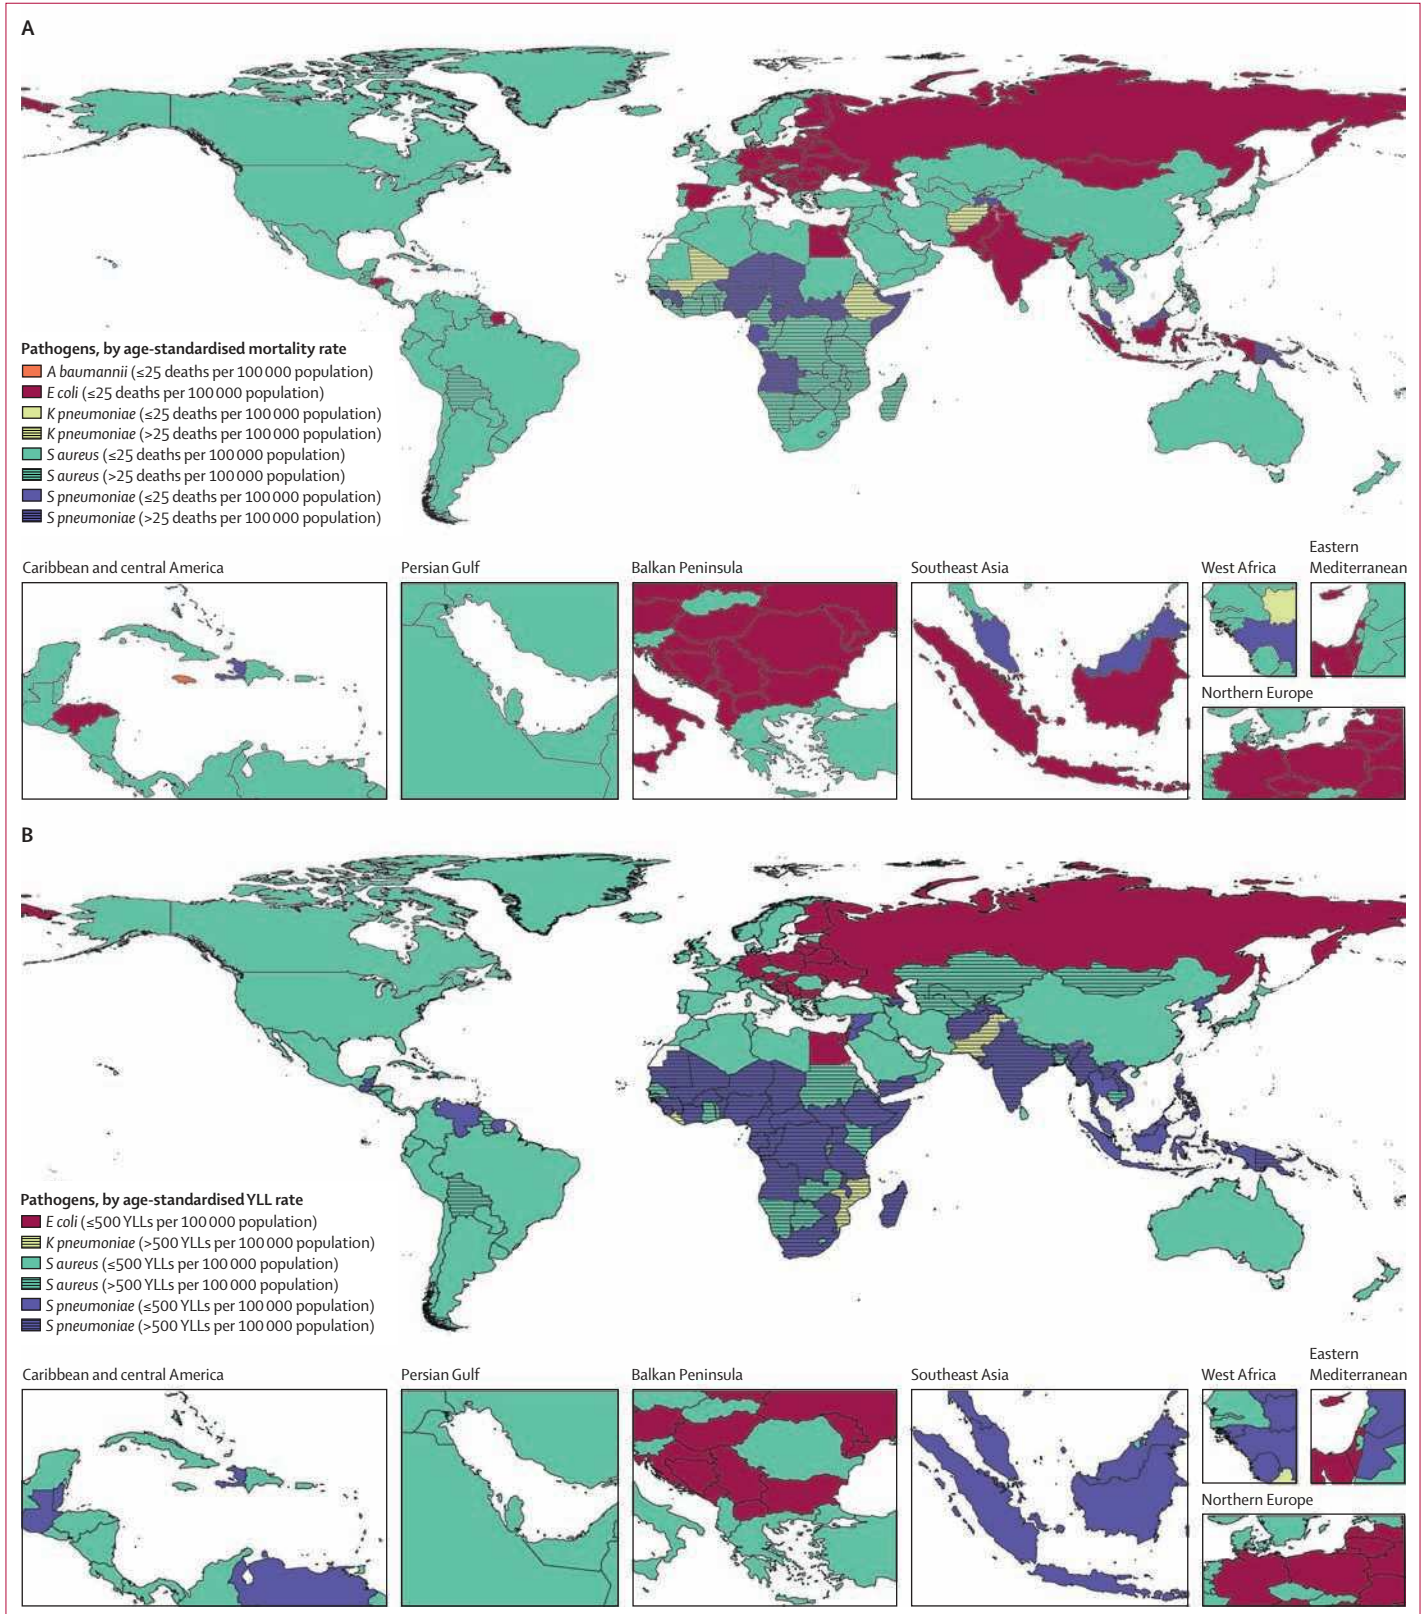 A
Pathogens, by age-standardised mortality rate
A baumannii (≤25 deaths per 100 000 population)
E coli (≤25 deaths per 100 000 population)
K pneumoniae (≤25 deaths per 100 000 population)
K pneumoniae (>25 deaths per 100 000 population)
S aureus (≤25 deaths per 100 000 population)
S aureus (>25 deaths per 100 000 population)
S pneumoniae (≤25 deaths per 100 000 population)
S pneumoniae (>25 deaths per 100 000 population)
Caribbean and central America
Persian Gulf
Balkan Peninsula
Southeast Asia
West Africa
Eastern
Mediterranean
Northern Europe
B
Pathogens, by age-standardised YLL rate
E coli (≤500 YLLs per 100 000 population)
K pneumoniae (>500 YLLs per 100 000 population)
S aureus (≤500 YLLs per 100 000 population)
S aureus (>500 YLLs per 100 000 population)
S pneumoniae (≤500 YLLs per 100 000 population)
S pneumoniae (>500 YLLs per 100 000 population)
Caribbean and central America
Persian Gulf
Balkan Peninsula
Southeast Asia
West Africa
Eastern
Mediterranean
Northern Europe